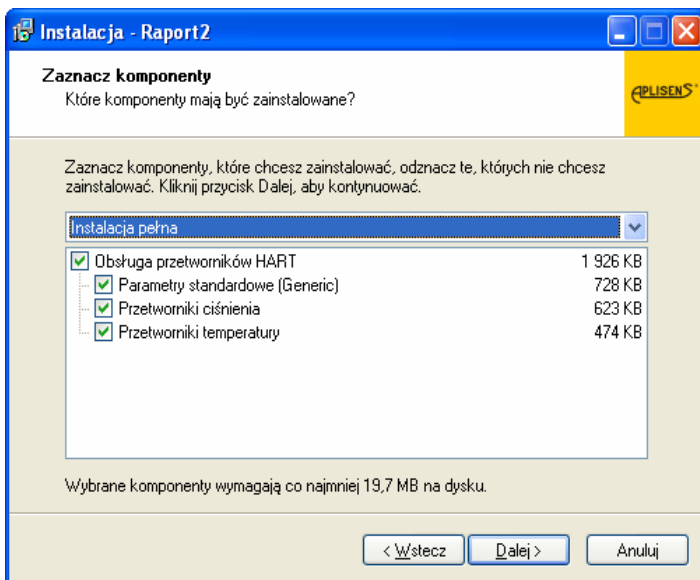 Instalacja - Raport2
Zaznacz komponenty
Które komponenty mają być zainstalowane?
APLISENS®
Zaznacz komponenty, które chcesz zainstalować, odznacz te, których nie chcesz
zainstalować. Kliknij przycisk Dalej, aby kontynuować.
Instalacja pełna
Obsługa przetworników HART 1 926 KB
Parametry standardowe (Generic) 728 KB
Przetworniki ciśnienia 623 KB
Przetworniki temperatury 474 KB
Wybrane komponenty wymagają co najmniej 19,7 MB na dysku.
< Wstecz Dalej > Anuluj